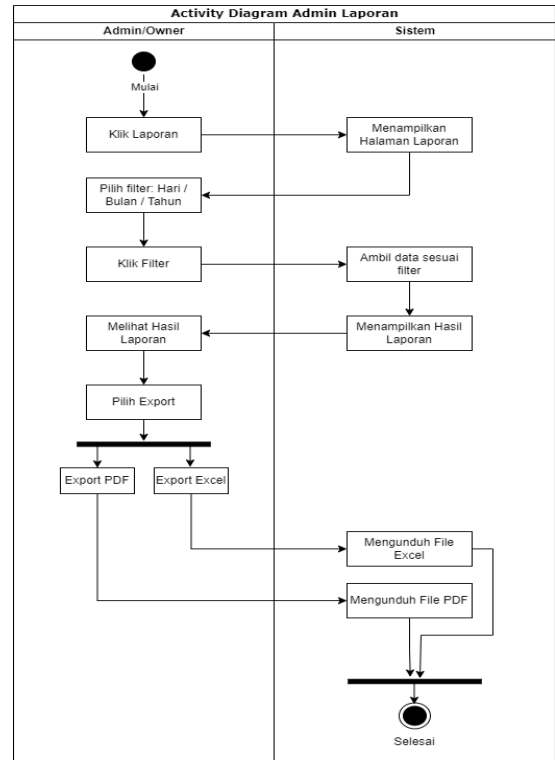 Activity Diagram Admin Laporan
Admin/Owner
Sistem
Mulai
Klik Laporan
Menampilkan
Halaman Laporan
Pilih filter: Hari /
Bulan / Tahun
Klik Filter
Ambil data sesuai
filter
Melihat Hasil
Laporan
Menampilkan Hasil
Laporan
Pilih Export
Export PDF
Export Excel
Mengunduh File
Excel
Mengunduh File PDF
Selesai